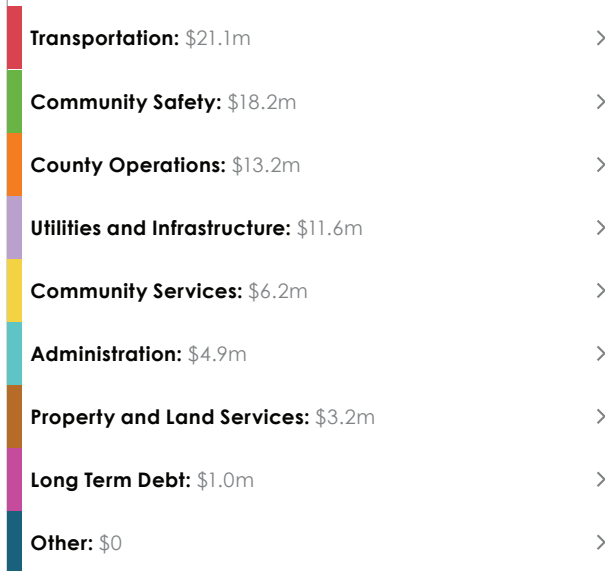 Transportation: $21.1m
Community Safety: $18.2m
County Operations: $13.2m
Utilities and Infrastructure: $11.6m
Community Services: $6.2m
Administration: $4.9m
Property and Land Services: $3.2m
Long Term Debt: $1.0m
Other: $0